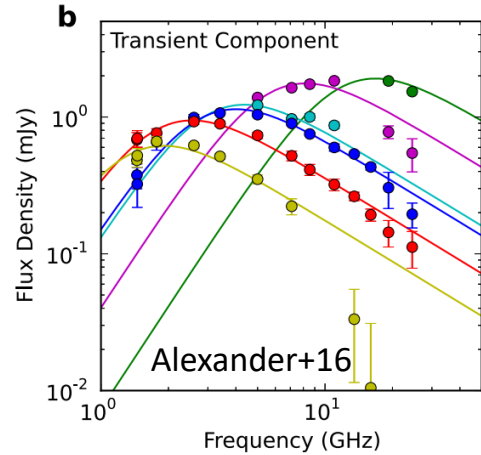 b
Transient Component
Flux Density (mJy)
10^0
10^-1
10^-2
Alexander+16
10^0
10^1
Frequency (GHz)